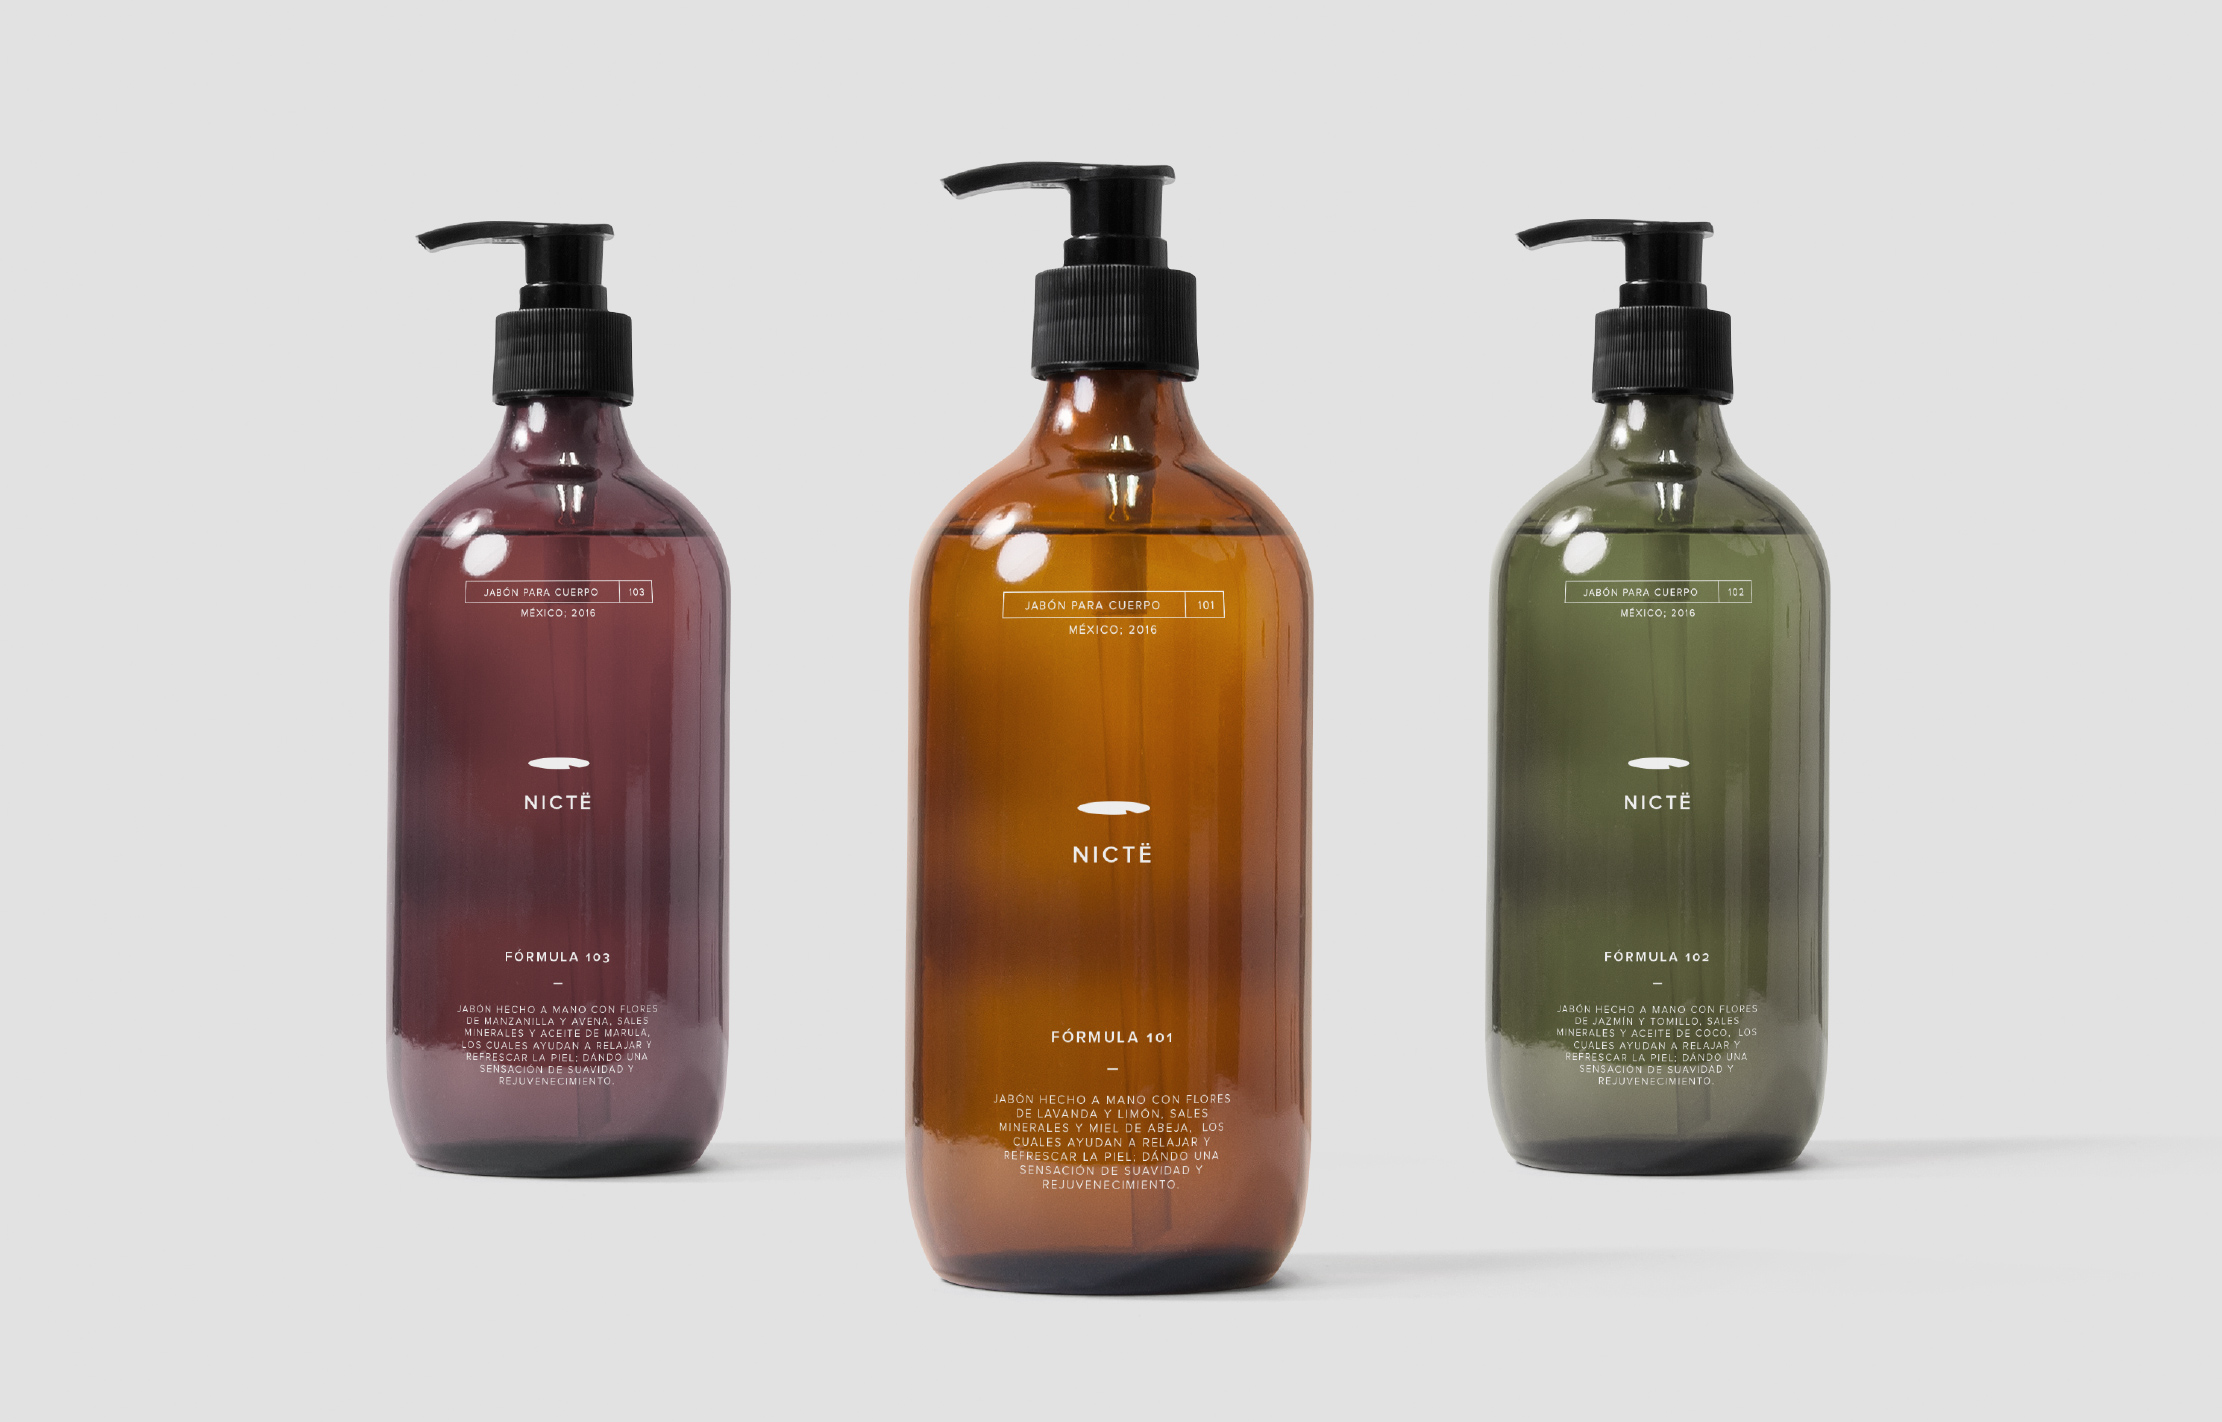 JABÓN PARA CUERPO 103
MÉXICO; 2016
NICTË
FÓRMULA 103
–
JABÓN HECHO A MANO CON FLORES
DE MANZANILLA Y AVENA, SALES
MINERALES Y ACEITE DE MARULA,
LOS CUALES AYUDAN A RELAJAR Y
REFRESCAR LA PIEL; DÁNDO UNA
SENSACIÓN DE SUAVIDAD Y
REJUVENECIMIENTO.
JABÓN PARA CUERPO 101
MÉXICO; 2016
NICTË
FÓRMULA 101
–
JABÓN HECHO A MANO CON FLORES
DE LAVANDA Y LIMÓN, SALES
MINERALES Y MIEL DE ABEJA, LOS
CUALES AYUDAN A RELAJAR Y
REFRESCAR LA PIEL; DÁNDO UNA
SENSACIÓN DE SUAVIDAD Y
REJUVENECIMIENTO.
JABÓN PARA CUERPO 102
MÉXICO; 2016
NICTË
FÓRMULA 102
–
JABÓN HECHO A MANO CON FLORES
DE JAZMÍN Y TOMILLO, SALES
MINERALES Y ACEITE DE COCO, LOS
CUALES AYUDAN A RELAJAR Y
REFRESCAR LA PIEL; DÁNDO UNA
SENSACIÓN DE SUAVIDAD Y
REJUVENECIMIENTO.